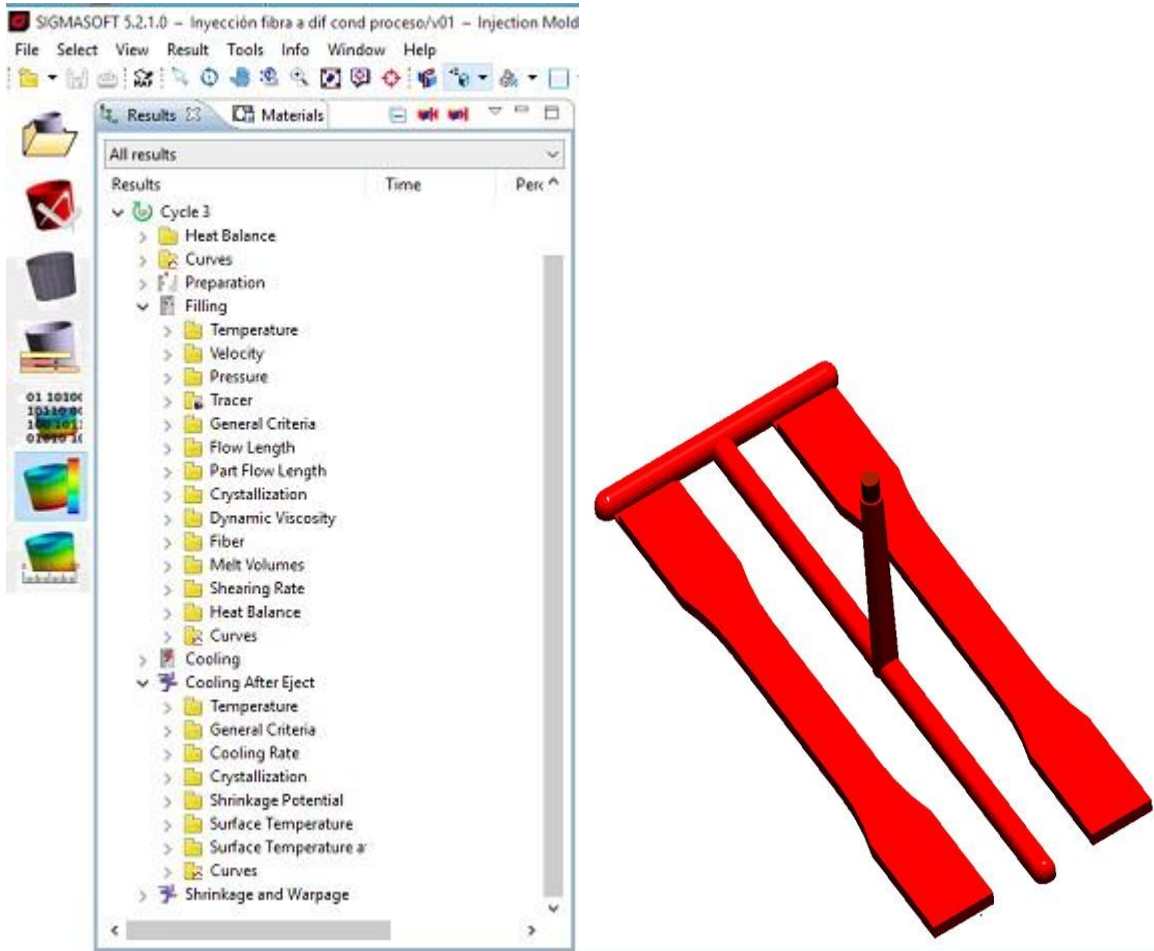 SIGMASOFT 5.2.1.0 – Inyección fibra a dif cond proceso/v01 – Injection Mold
File Select View Result Tools Info Window Help
Results Materials
All results
Results Time Perc
Cycle 3
Heat Balance
Curves
Preparation
Filling
Temperature
Velocity
Pressure
Tracer
General Criteria
Flow Length
Part Flow Length
Crystallization
Dynamic Viscosity
Fiber
Melt Volumes
Shearing Rate
Heat Balance
Curves
Cooling
Cooling After Eject
Temperature
General Criteria
Cooling Rate
Crystallization
Shrinkage Potential
Surface Temperature
Surface Temperature a
Curves
Shrinkage and Warpage